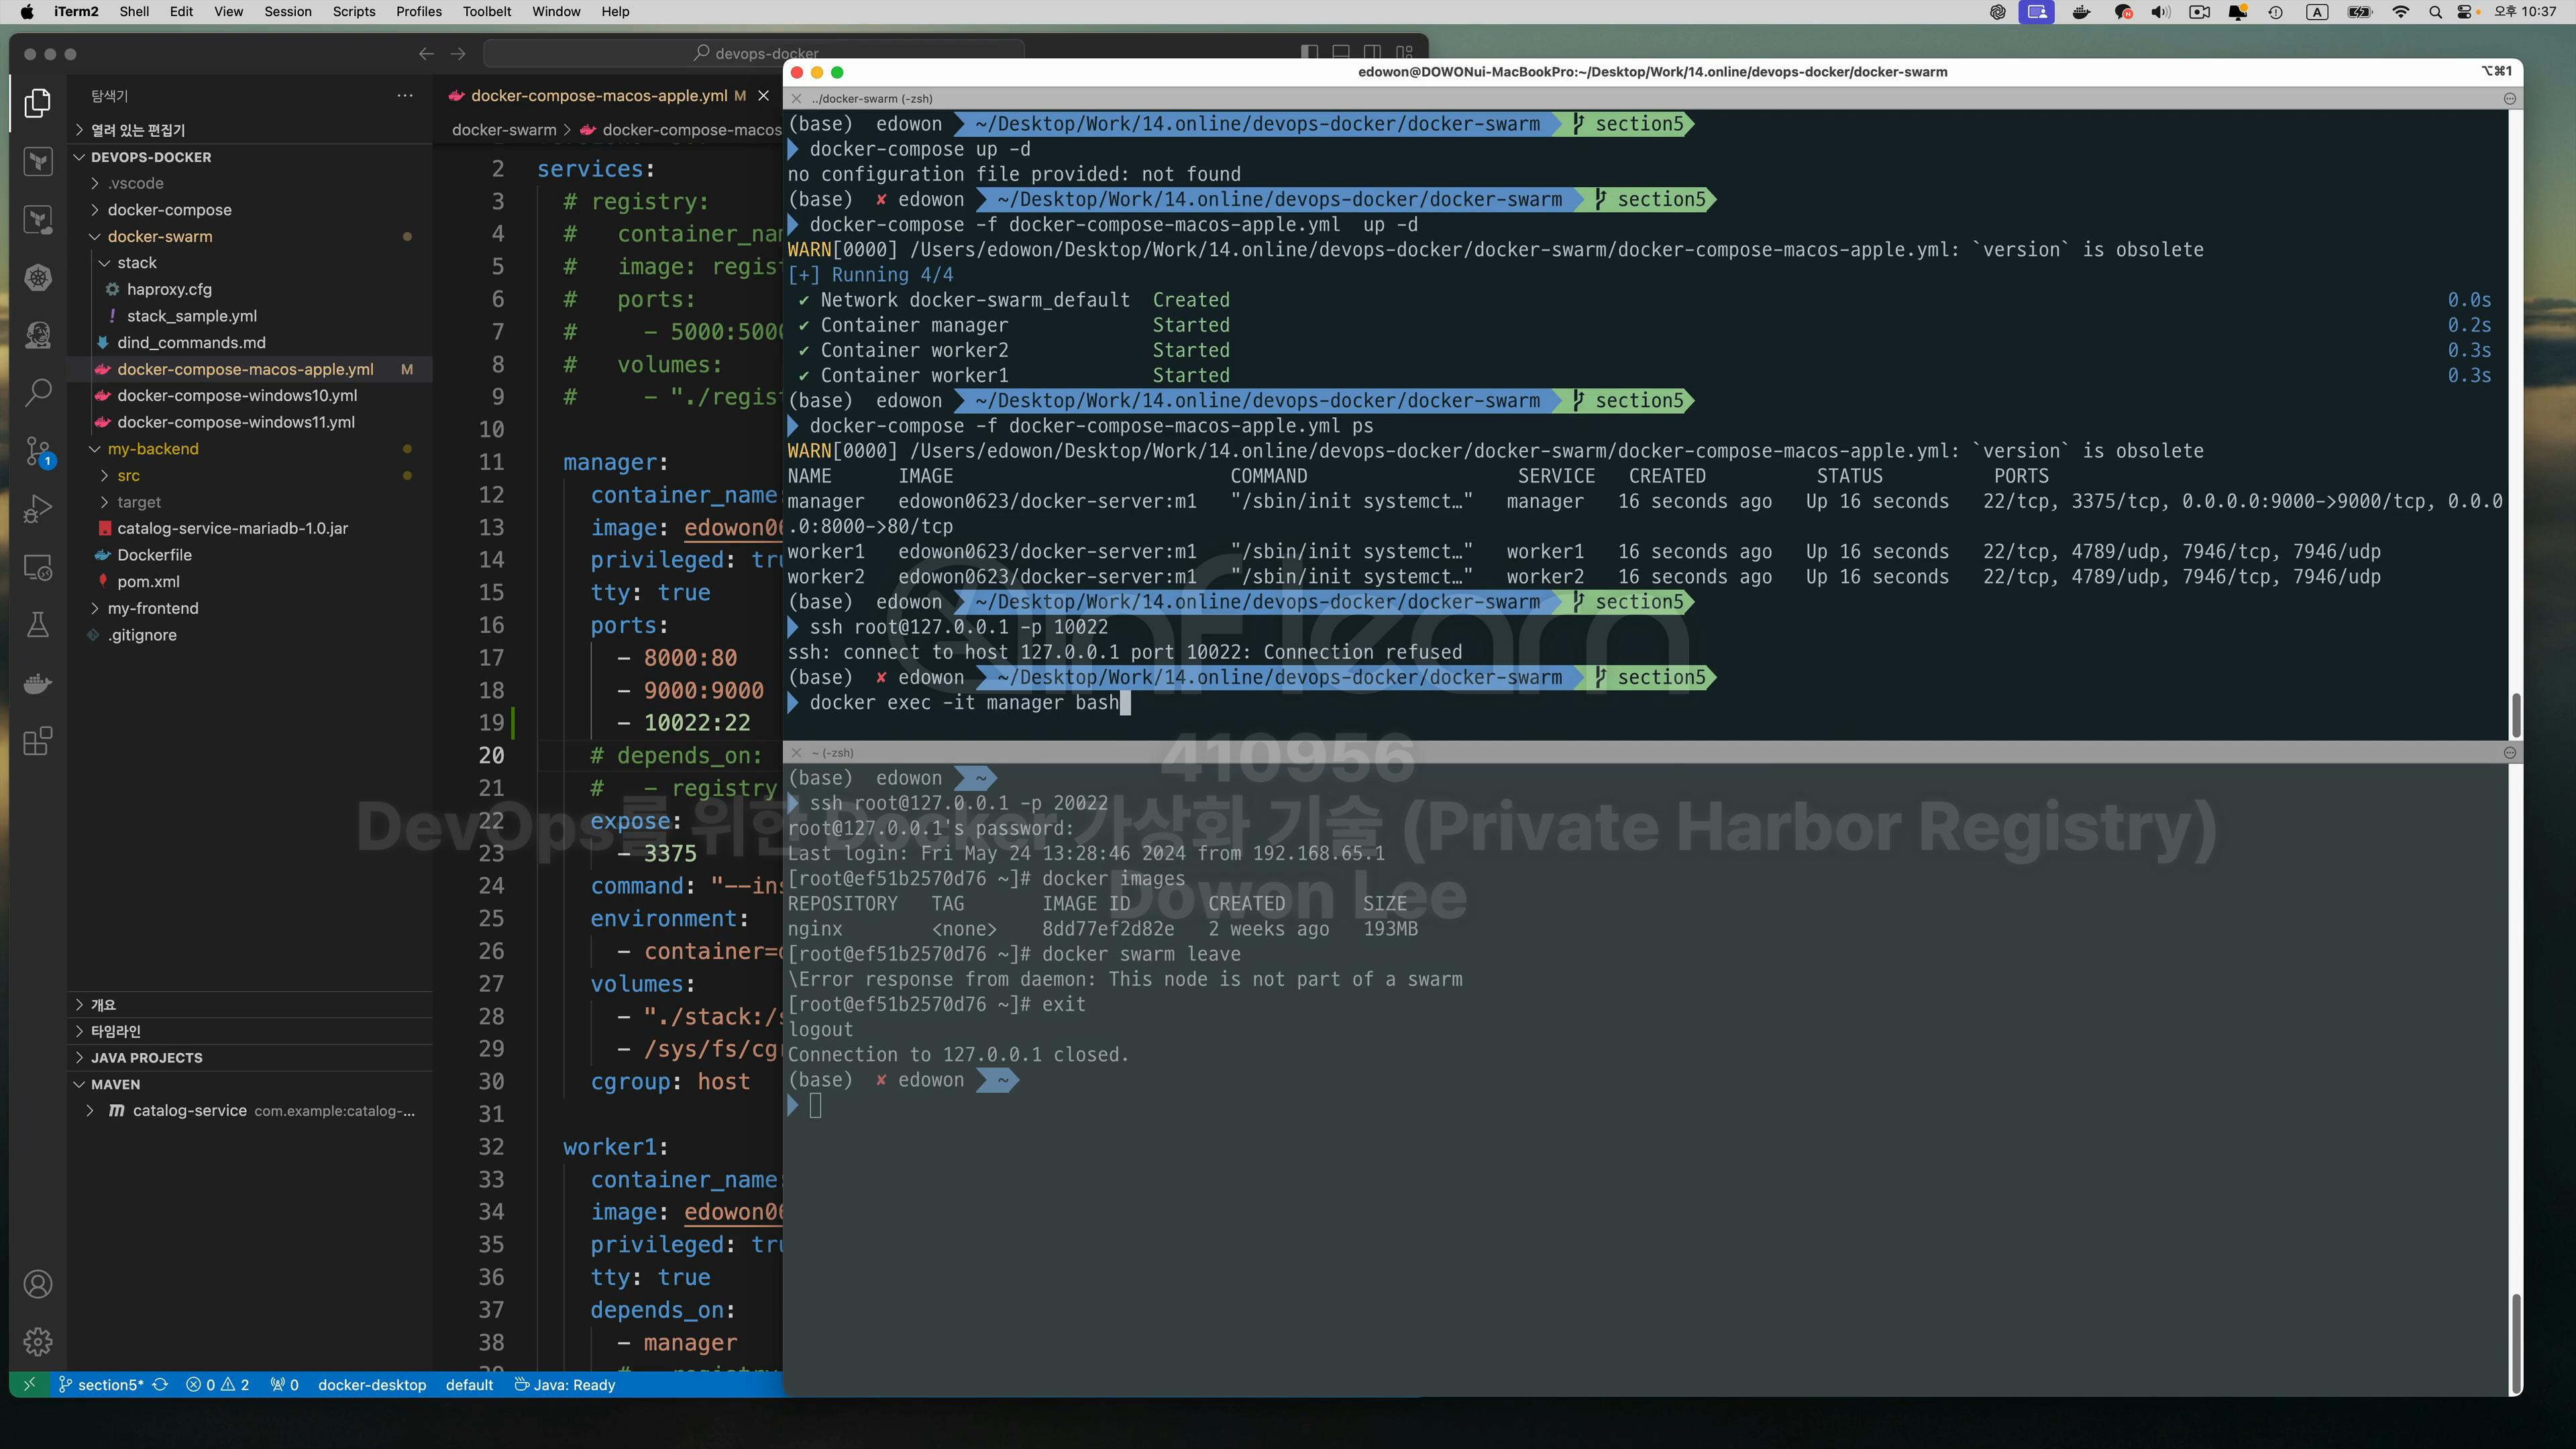 iTerm2 Shell Edit View Session Scripts Profiles Toolbelt Window Help
A 오후 10:37
devops-docker
탐색기
열려 있는 편집기
DEVOPS-DOCKER
.vscode
docker-compose
docker-swarm
stack
haproxy.cfg
! stack_sample.yml
dind_commands.md
docker-compose-macos-apple.yml M
docker-compose-windows10.yml
docker-compose-windows11.yml
my-backend
src
target
catalog-service-mariadb-1.0.jar
Dockerfile
pom.xml
my-frontend
.gitignore
1
개요
타임라인
JAVA PROJECTS
MAVEN
catalog-service com.example:catalog-...
section5* 0 2 0 docker-desktop default Java: Ready
docker-compose-macos-apple.yml M
docker-swarm > docker-compose-macos
2 services:
3 # registry:
4 # container_nam
5 # image: regist
6 # ports:
7 # - 5000:5000
8 # volumes:
9 # - "./regist
10
11 manager:
12 container_name:
13 image: edowon06
14 privileged: tru
15 tty: true
16 ports:
17 - 8000:80
18 - 9000:9000
19 - 10022:22
20 # depends_on:
21 # - registry
22 expose:
23 - 3375
24 command: "--ins
25 environment:
26 - container=d
27 volumes:
28 - "./stack:/s
29 - /sys/fs/cgr
30 cgroup: host
31
32 worker1:
33 container_name:
34 image: edowon06
35 privileged: tru
36 tty: true
37 depends_on:
38 - manager
edowon@DOWONui-MacBookPro:~/Desktop/Work/14.online/devops-docker/docker-swarm ⌥⌘1
../docker-swarm (-zsh)
(base) edowon ~/Desktop/Work/14.online/devops-docker/docker-swarm section5
docker-compose up -d
no configuration file provided: not found
(base) ✘ edowon ~/Desktop/Work/14.online/devops-docker/docker-swarm section5
docker-compose -f docker-compose-macos-apple.yml  up -d
WARN[0000] /Users/edowon/Desktop/Work/14.online/devops-docker/docker-swarm/docker-compose-macos-apple.yml: `version` is obsolete
[+] Running 4/4
✔ Network docker-swarm_default Created 0.0s
✔ Container manager Started 0.2s
✔ Container worker2 Started 0.3s
✔ Container worker1 Started 0.3s
(base) edowon ~/Desktop/Work/14.online/devops-docker/docker-swarm section5
docker-compose -f docker-compose-macos-apple.yml ps
WARN[0000] /Users/edowon/Desktop/Work/14.online/devops-docker/docker-swarm/docker-compose-macos-apple.yml: `version` is obsolete
NAME IMAGE COMMAND SERVICE CREATED STATUS PORTS
manager edowon0623/docker-server:m1 "/sbin/init systemct…" manager 16 seconds ago Up 16 seconds 22/tcp, 3375/tcp, 0.0.0.0:9000->9000/tcp, 0.0.0
.0:8000->80/tcp
worker1 edowon0623/docker-server:m1 "/sbin/init systemct…" worker1 16 seconds ago Up 16 seconds 22/tcp, 4789/udp, 7946/tcp, 7946/udp
worker2 edowon0623/docker-server:m1 "/sbin/init systemct…" worker2 16 seconds ago Up 16 seconds 22/tcp, 4789/udp, 7946/tcp, 7946/udp
(base) edowon ~/Desktop/Work/14.online/devops-docker/docker-swarm section5
ssh root@127.0.0.1 -p 10022
ssh: connect to host 127.0.0.1 port 10022: Connection refused
(base) ✘ edowon ~/Desktop/Work/14.online/devops-docker/docker-swarm section5
docker exec -it manager bash
~ (-zsh)
(base) edowon ~
ssh root@127.0.0.1 -p 20022
root@127.0.0.1's password:
Last login: Fri May 24 13:28:46 2024 from 192.168.65.1
[root@ef51b2570d76 ~]# docker images
REPOSITORY TAG IMAGE ID CREATED SIZE
nginx <none> 8dd77ef2d82e 2 weeks ago 193MB
[root@ef51b2570d76 ~]# docker swarm leave
\Error response from daemon: This node is not part of a swarm
[root@ef51b2570d76 ~]# exit
logout
Connection to 127.0.0.1 closed.
(base) ✘ edowon ~
inflearn
410956
DevOps를 위한 Docker 가상화 기술 (Private Harbor Registry)
Dowon Lee